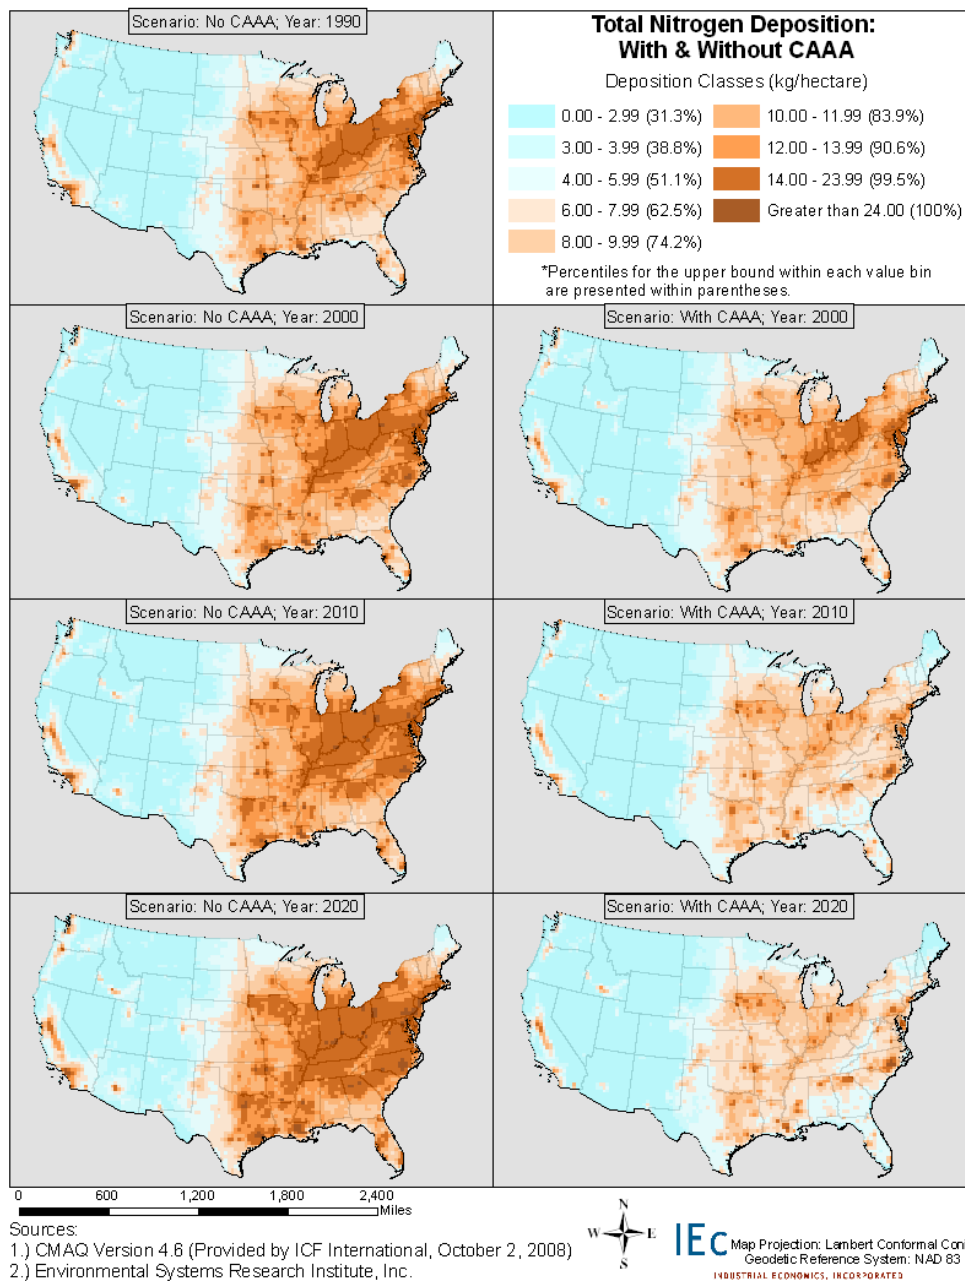 Scenario: No CAAA; Year: 1990
Total Nitrogen Deposition:
With & Without CAAA
Deposition Classes (kg/hectare)
0.00 - 2.99 (31.3%)
10.00 - 11.99 (83.9%)
3.00 - 3.99 (38.8%)
12.00 - 13.99 (90.6%)
4.00 - 5.99 (51.1%)
14.00 - 23.99 (99.5%)
6.00 - 7.99 (62.5%)
Greater than 24.00 (100%)
8.00 - 9.99 (74.2%)
*Percentiles for the upper bound within each value bin
are presented within parentheses.
Scenario: No CAAA; Year: 2000
Scenario: With CAAA; Year: 2000
Scenario: No CAAA; Year: 2010
Scenario: With CAAA; Year: 2010
Scenario: No CAAA; Year: 2020
Scenario: With CAAA; Year: 2020
0 600 1,200 1,800 2,400
Miles
Sources:
1.) CMAQ Version 4.6 (Provided by ICF International, October 2, 2008)
2.) Environmental Systems Research Institute, Inc.
N
W E
S
IEc
Map Projection: Lambert Conformal Con
Geodetic Reference System: NAD 83
INDUSTRIAL ECONOMICS, INCORPORATED